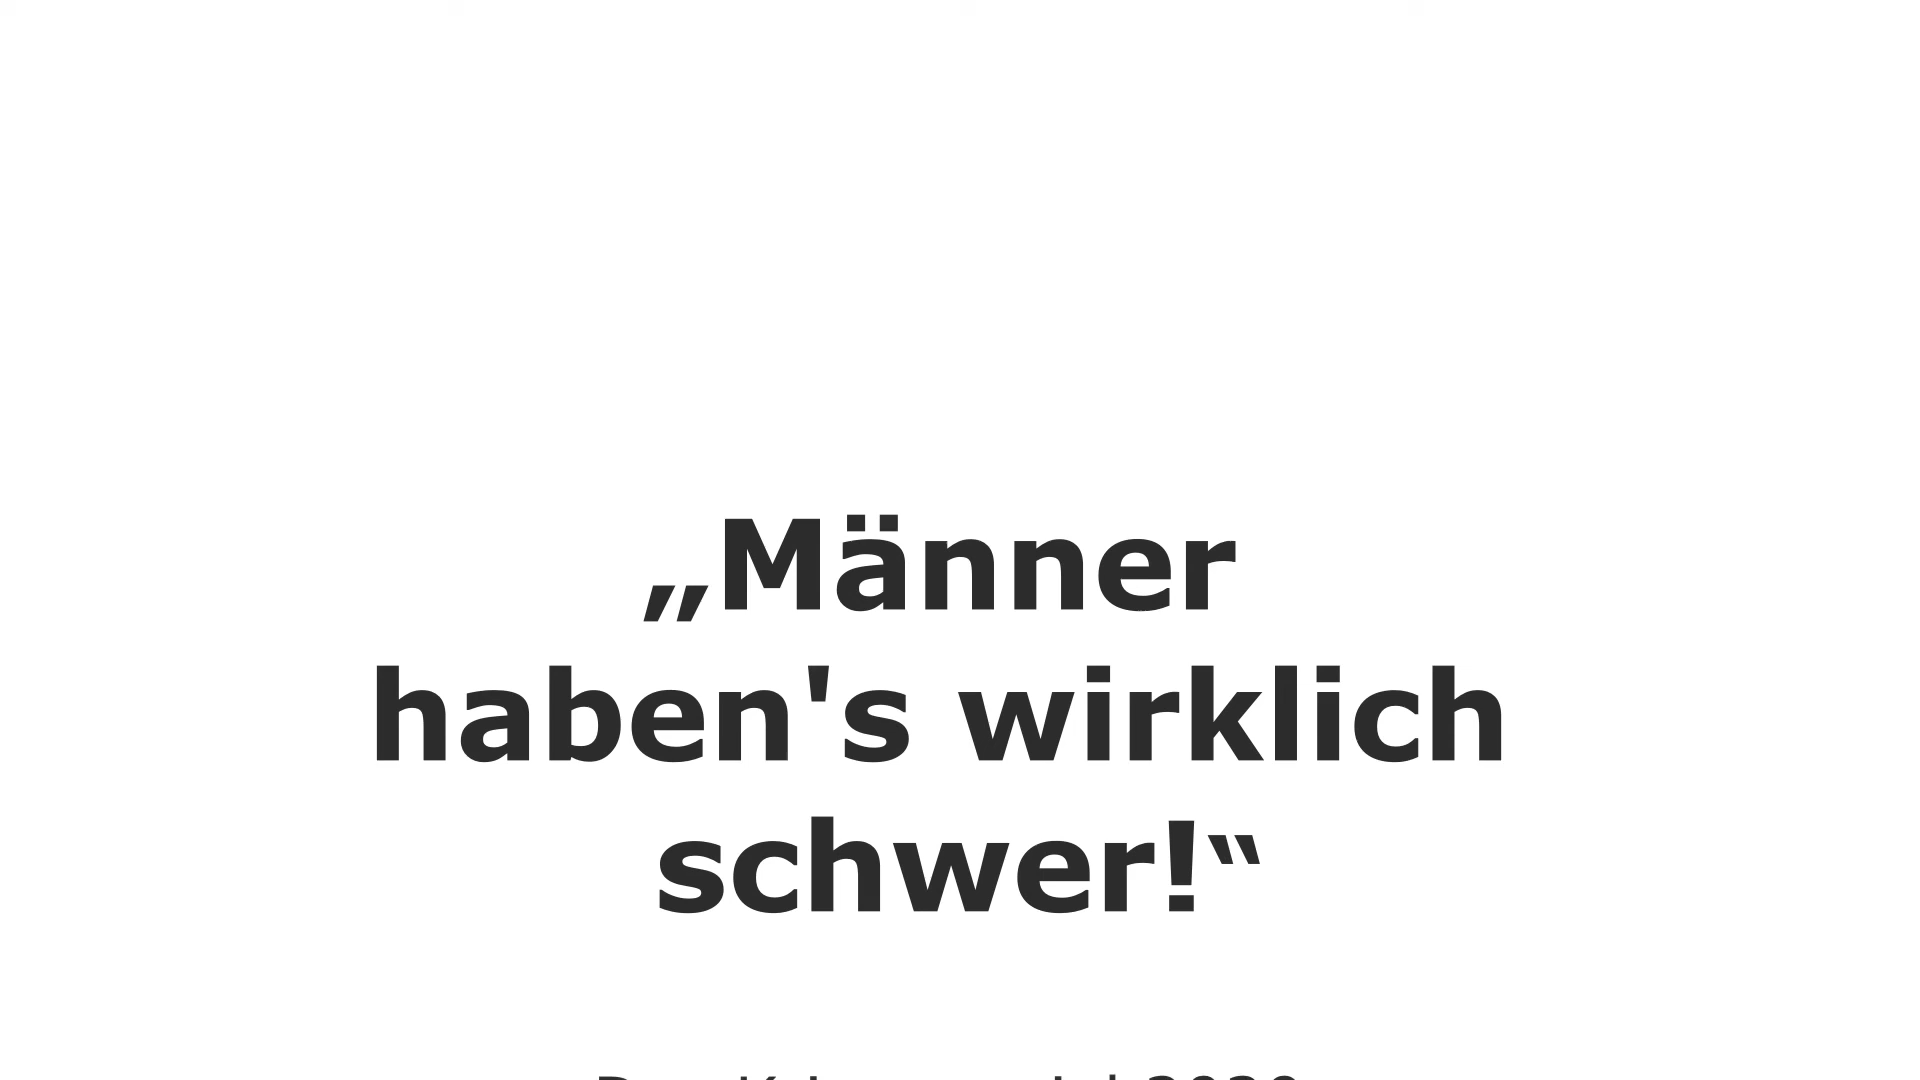 „Männer
haben's wirklich
schwer!“